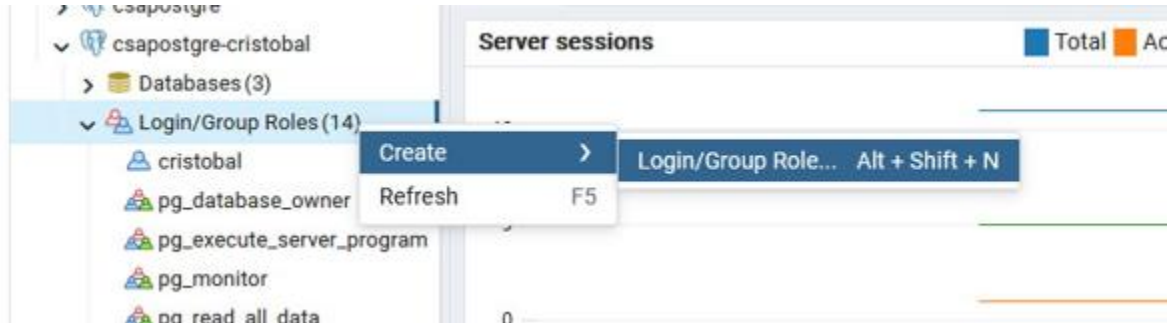 csapostgre
csapostgre-cristobal
Databases (3)
Login/Group Roles (14)
cristobal
pg_database_owner
pg_execute_server_program
pg_monitor
pg_read_all_data
Create
Refresh F5
Login/Group Role... Alt + Shift + N
Server sessions
Total
0